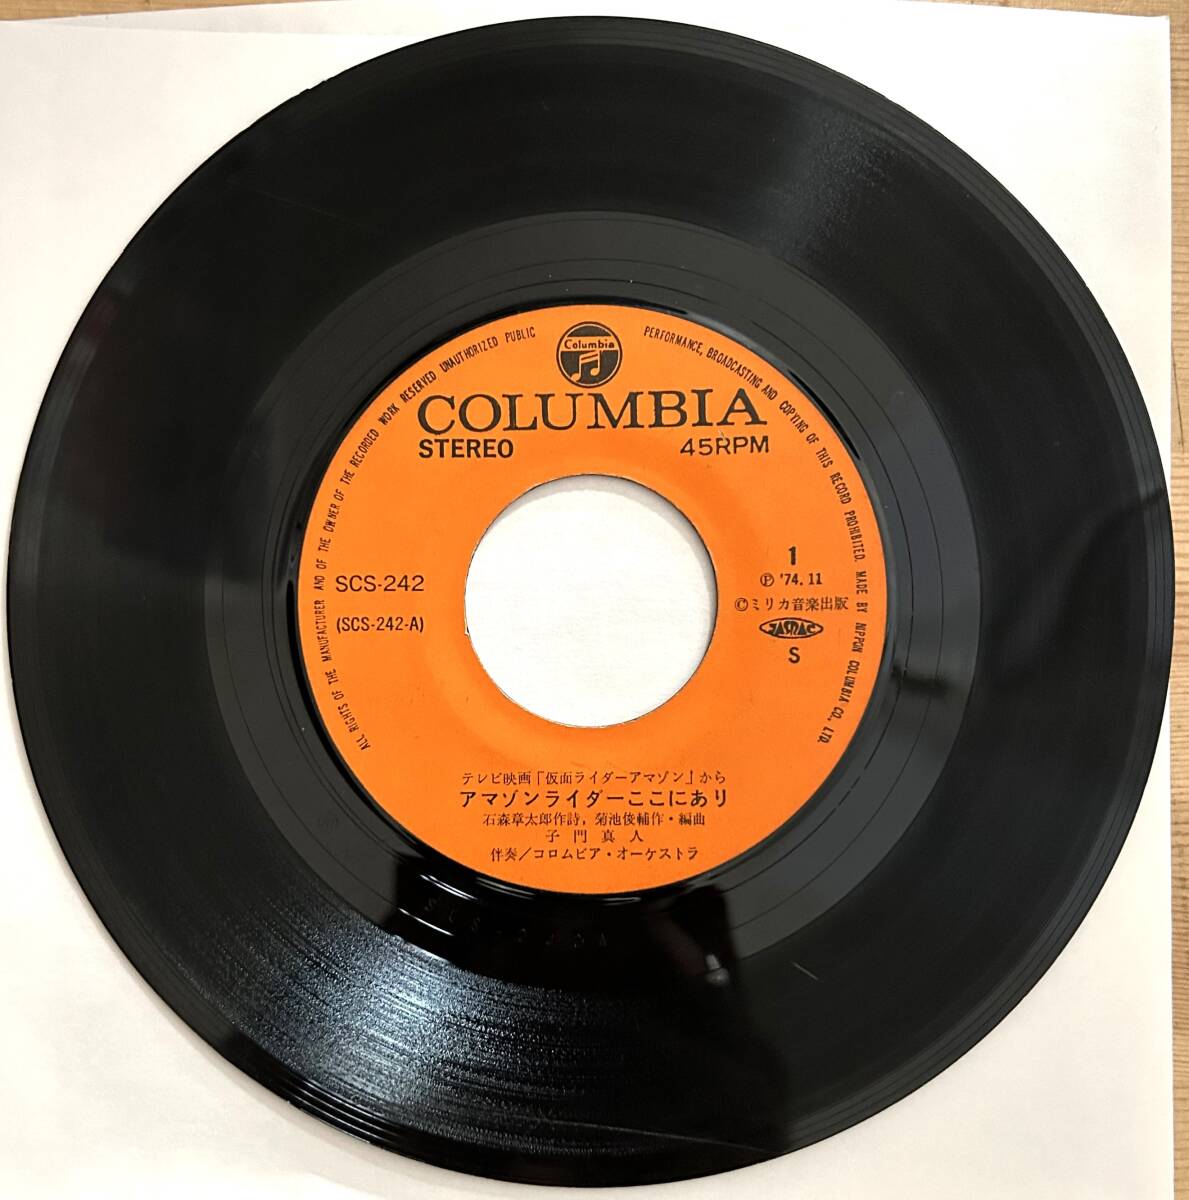 Columbia
COLUMBIA
STEREO
45RPM
ALL RIGHTS OF THE MANUFACTURER AND OF THE OWNER OF THE RECORDED WORK RESERVED UNAUTHORIZED PUBLIC PERFORMANCE, BROADCASTING AND COPYING OF THIS RECORD PROHIBITED. MADE BY NIPPON COLUMBIA CO., LTD.
SCS-242
(SCS-242-A)
1
Ⓟ '74.11
©ミリカ音楽出版
JASRAC
S
テレビ映画「仮面ライダーアマゾン」から
アマゾンライダーここにあり
石森章太郎作詩，菊池俊輔作・編曲
子門真人
伴奏／コロムビア・オーケストラ